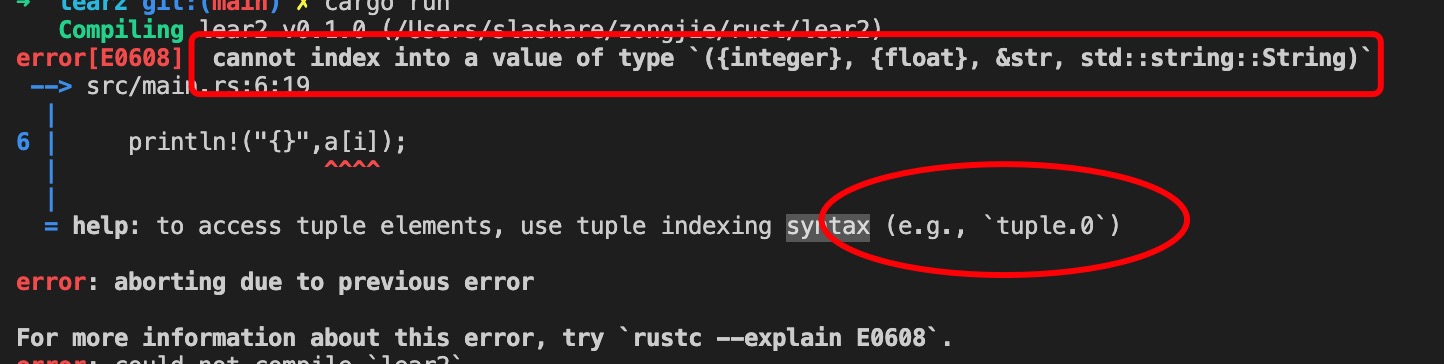 ➜ lear2 git:(main) ✗ cargo run
Compiling lear2 v0.1.0 (/Users/slashare/zongjie/rust/lear2)
error[E0608]: cannot index into a value of type `({integer}, {float}, &str, std::string::String)`
--> src/main.rs:6:19
|
6 | println!("{}",a[i]);
| ^^^^
|
= help: to access tuple elements, use tuple indexing syntax (e.g., `tuple.0`)
error: aborting due to previous error
For more information about this error, try `rustc --explain E0608`.
error: could not compile `lear2`